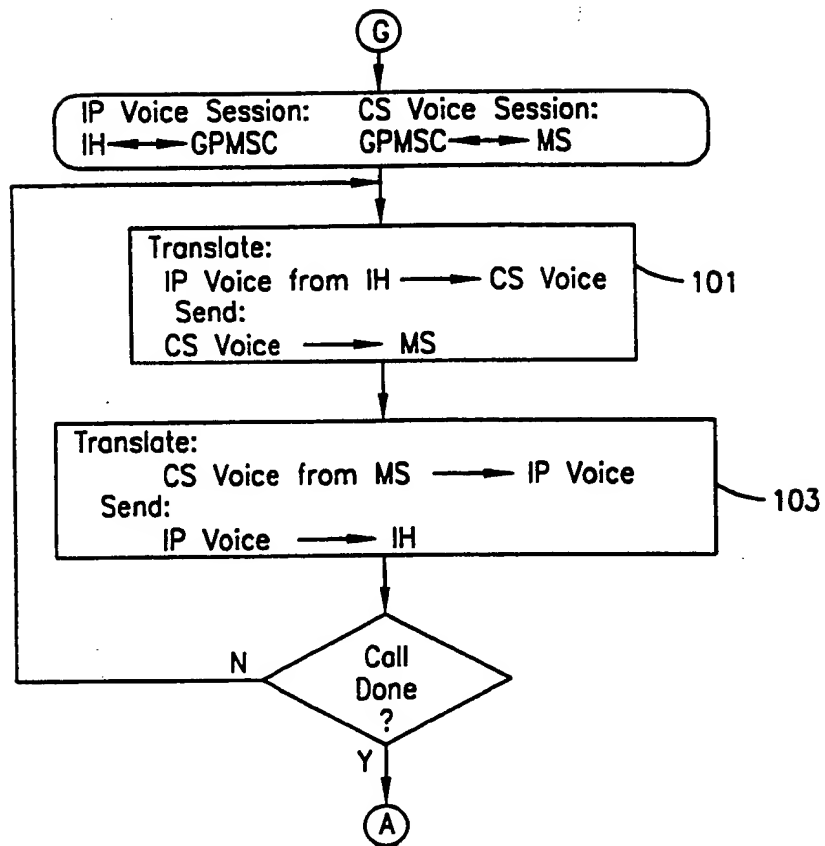 G
IP Voice Session: CS Voice Session:
IH GPMSC GPMSC MS
Translate:
IP Voice from IH CS Voice
Send:
CS Voice MS
101
Translate:
CS Voice from MS IP Voice
Send:
IP Voice IH
103
Call
Done
?
N
Y
A